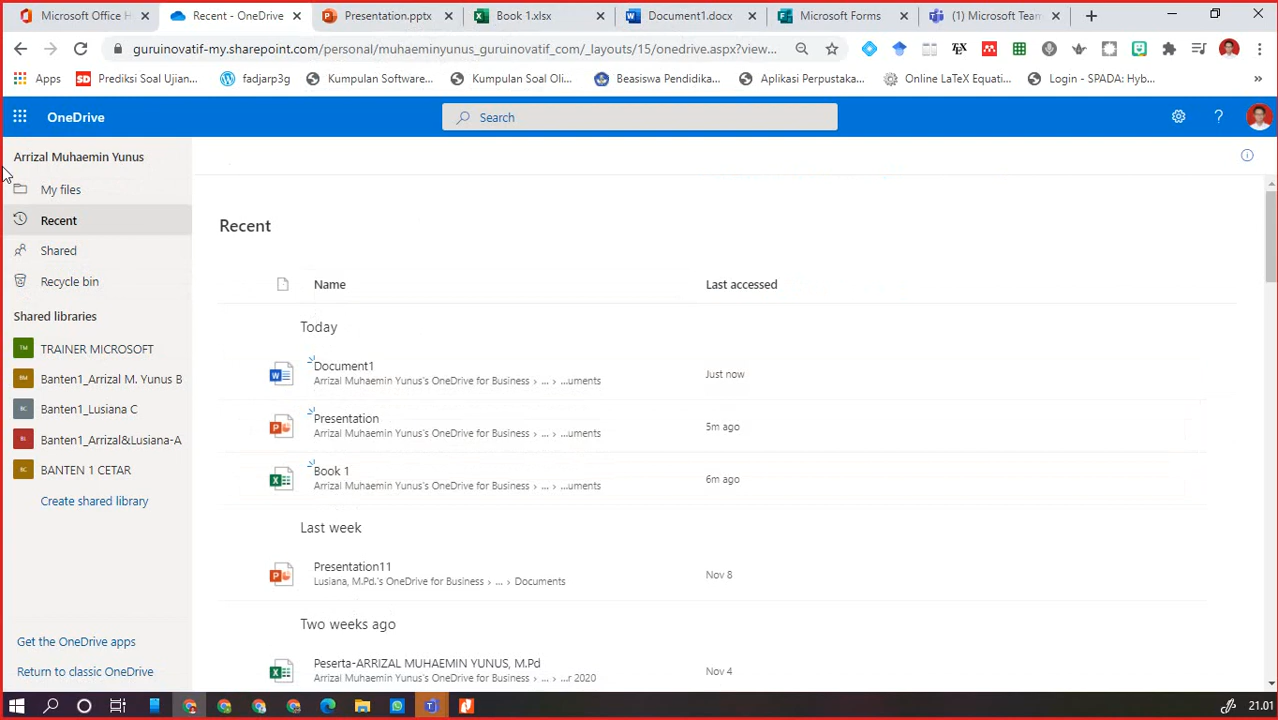 Microsoft Office H
Recent - OneDrive
Presentation.pptx
Book 1.xlsx
Document1.docx
Microsoft Forms
(1) Microsoft Team
guruinovatif-my.sharepoint.com/personal/muhaeminyunus_guruinovatif_com/_layouts/15/onedrive.aspx?view...
Apps
Prediksi Soal Ujian...
fadjarp3g
Kumpulan Software...
Kumpulan Soal Oli...
Beasiswa Pendidika...
Aplikasi Perpustaka...
Online LaTeX Equati...
Login - SPADA: Hyb...
»
OneDrive
Search
?
Arrizal Muhaemin Yunus
My files
Recent
Shared
Recycle bin
Shared libraries
TM TRAINER MICROSOFT
Banten1_Arrizal M. Yunus B
Banten1_Lusiana C
Banten1_Arrizal&Lusiana-A
BC BANTEN 1 CETAR
Create shared library
Get the OneDrive apps
Return to classic OneDrive
Recent
Name
Last accessed
Today
Document1
Arrizal Muhaemin Yunus's OneDrive for Business › ... › ...uments
Just now
Presentation
Arrizal Muhaemin Yunus's OneDrive for Business › ... › ...uments
5m ago
Book 1
Arrizal Muhaemin Yunus's OneDrive for Business › ... › ...uments
6m ago
Last week
Presentation11
Lusiana, M.Pd.'s OneDrive for Business › ... › Documents
Nov 8
Two weeks ago
Peserta-ARRIZAL MUHAEMIN YUNUS, M.Pd
Arrizal Muhaemin Yunus's OneDrive for Business › ... › ...r 2020
Nov 4
21.01